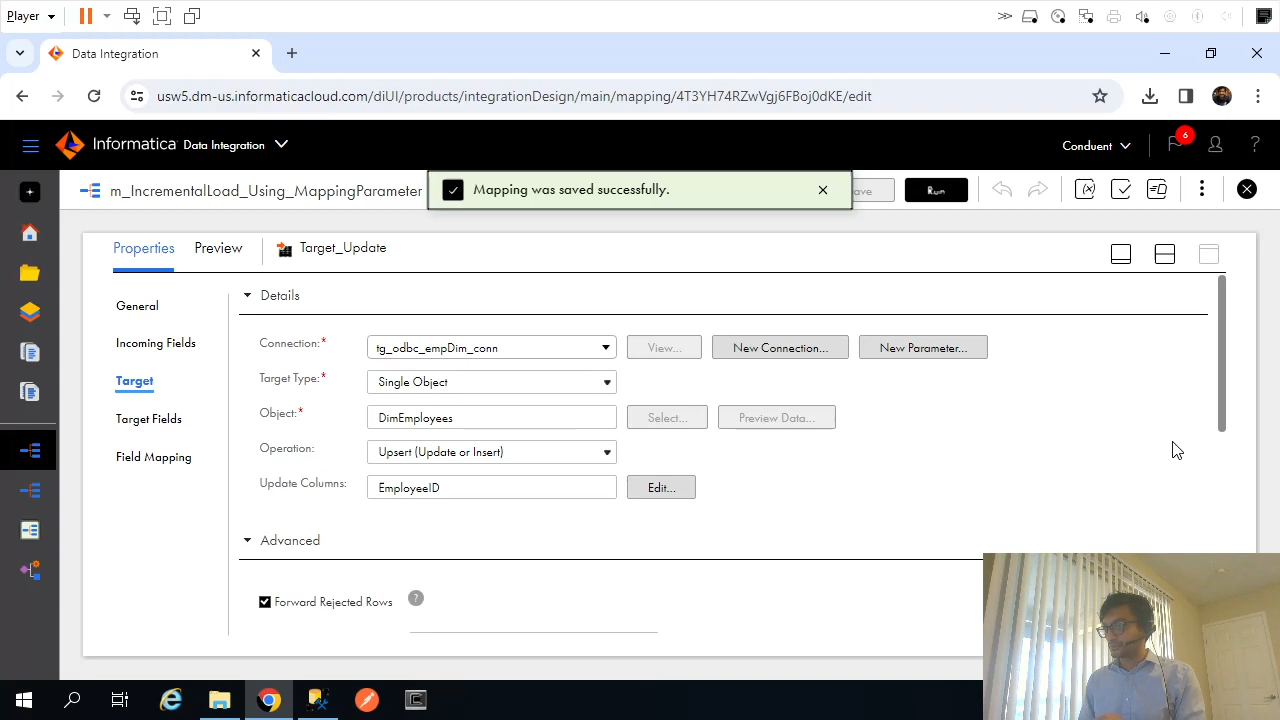 Player
Data Integration
usw5.dm-us.informaticacloud.com/diUI/products/integrationDesign/main/mapping/4T3YH74RZwVgj6FBoj0dKE/edit
Informatica Data Integration
Conduent
6
m_IncrementalLoad_Using_MappingParameter
Mapping was saved successfully.
ave
Run
Properties
Preview
Target_Update
General
Incoming Fields
Target
Target Fields
Field Mapping
Details
Connection:* tg_odbc_empDim_conn View... New Connection... New Parameter...
Target Type:* Single Object
Object:* DimEmployees Select... Preview Data...
Operation: Upsert (Update or Insert)
Update Columns: EmployeeID Edit...
Advanced
Forward Rejected Rows ?